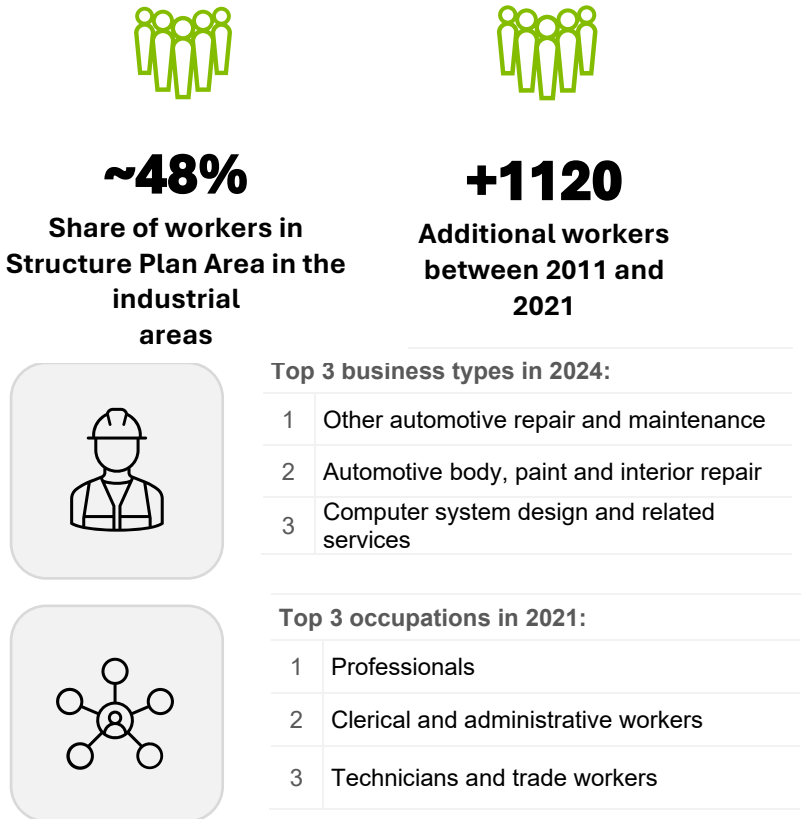 ~48%
Share of workers in
Structure Plan Area in the
industrial
areas
+1120
Additional workers
between 2011 and
2021
Top 3 business types in 2024:
1 Other automotive repair and maintenance
2 Automotive body, paint and interior repair
3 Computer system design and related
services
Top 3 occupations in 2021:
1 Professionals
2 Clerical and administrative workers
3 Technicians and trade workers